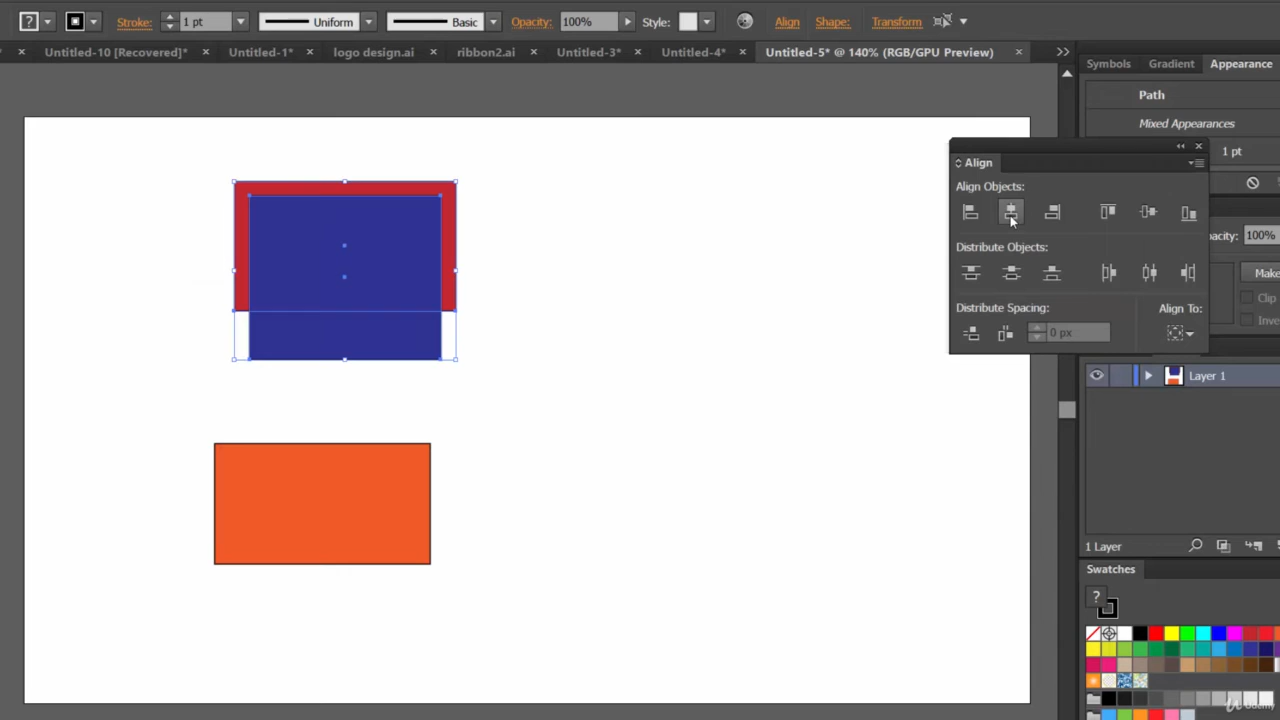 Stroke: 1 pt Uniform Basic Opacity: 100% Style: Align Shape: Transform
Untitled-10 [Recovered]* × Untitled-1* × logo design.ai × ribbon2.ai × Untitled-3* × Untitled-4* × Untitled-5* @ 140% (RGB/GPU Preview) ×
Symbols Gradient Appearance
Path
Mixed Appearances
1 pt
Align
Align Objects:
Distribute Objects:
Distribute Spacing:
Align To:
0 px
pacity: 100%
Make
Clip
Inve
Layer 1
1 Layer
Swatches
?
Udemy